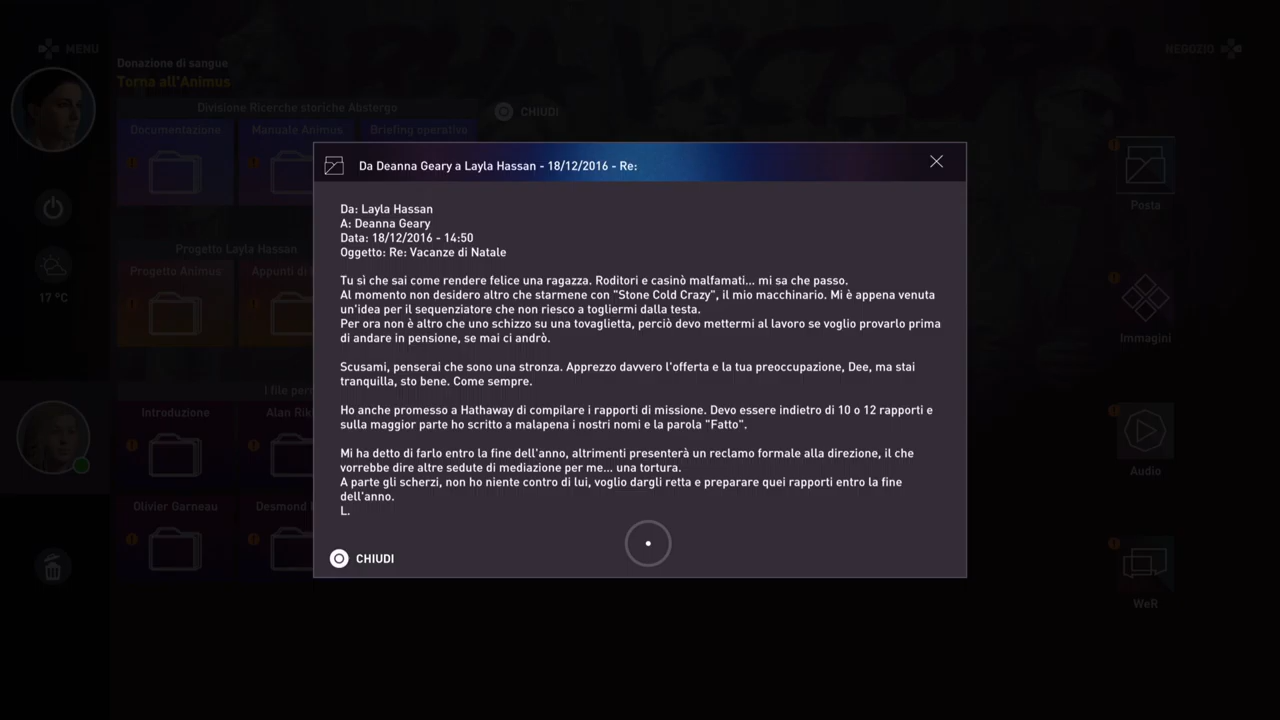 MENU
NEGOZIO
Donazione di sangue
Torna all'Animus
Divisione Ricerche storiche Abstergo
CHIUDI
Documentazione
Manuale Animus
Briefing operativo
Da Deanna Geary a Layla Hassan - 18/12/2016 - Re:
Da: Layla Hassan
A: Deanna Geary
Data: 18/12/2016 - 14:50
Oggetto: Re: Vacanze di Natale
Tu sì che sai come rendere felice una ragazza. Roditori e casinò malfamati... mi sa che passo.
Al momento non desidero altro che starmene con "Stone Cold Crazy", il mio macchinario. Mi è appena venuta
un'idea per il sequenziatore che non riesco a togliermi dalla testa.
Per ora non è altro che uno schizzo su una tovaglietta, perciò devo mettermi al lavoro se voglio provarlo prima
di andare in pensione, se mai ci andrò.
Scusami, penserai che sono una stronza. Apprezzo davvero l'offerta e la tua preoccupazione, Dee, ma stai
tranquilla, sto bene. Come sempre.
Ho anche promesso a Hathaway di compilare i rapporti di missione. Devo essere indietro di 10 o 12 rapporti e
sulla maggior parte ho scritto a malapena i nostri nomi e la parola "Fatto".
Mi ha detto di farlo entro la fine dell'anno, altrimenti presenterà un reclamo formale alla direzione, il che
vorrebbe dire altre sedute di mediazione per me... una tortura.
A parte gli scherzi, non ho niente contro di lui, voglio dargli retta e preparare quei rapporti entro la fine
dell'anno.
L.
CHIUDI
Progetto Layla Hassan
Progetto Animus
Appunti di
17 °C
I file per
Introduzione
Alan Rik
Olivier Garneau
Desmond
Posta
Immagini
Audio
WeR